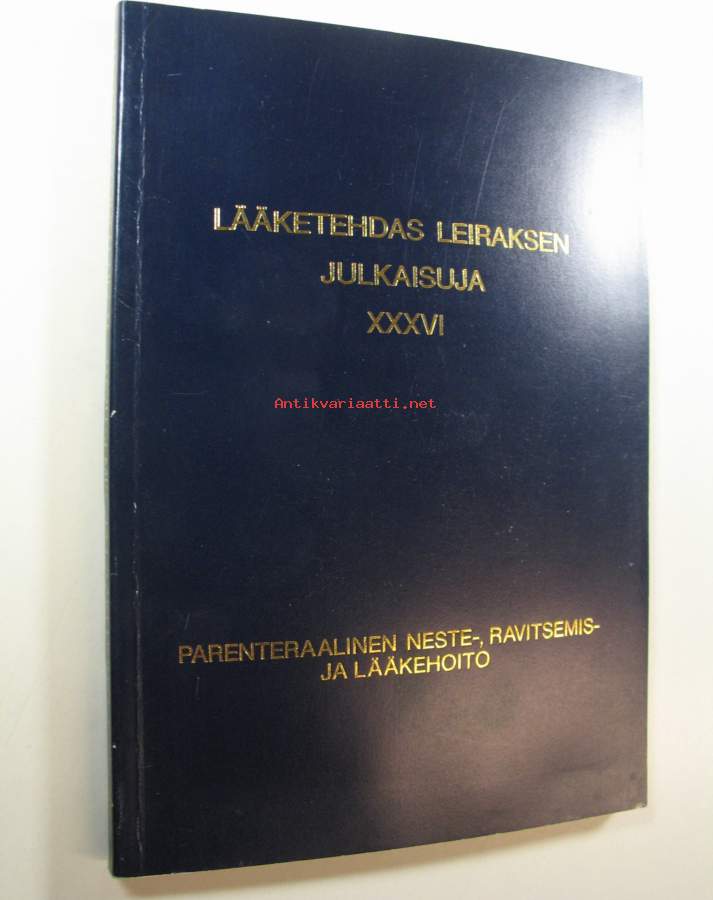 LÄÄKETEHDAS LEIRAKSEN
JULKAISUJA
XXXVI
Antikvariaatti.net
PARENTERAALINEN NESTE-, RAVITSEMIS-
JA LÄÄKEHOITO